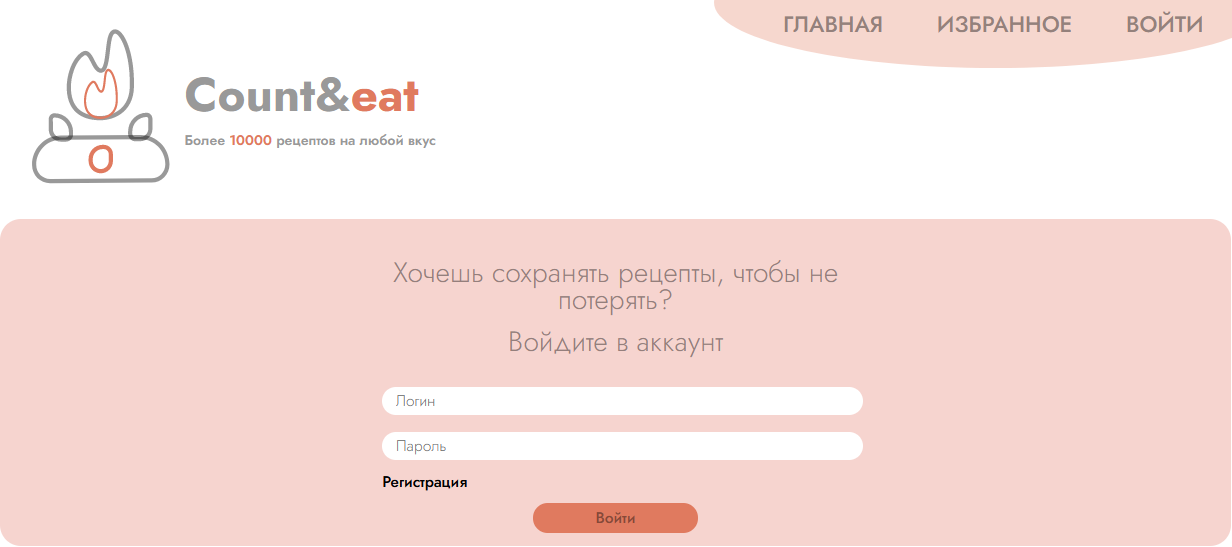 ГЛАВНАЯ ИЗБРАННОЕ ВОЙТИ
Count&eat
Более 10000 рецептов на любой вкус
Хочешь сохранять рецепты, чтобы не
потерять?
Войдите в аккаунт
Логин
Пароль
Регистрация
Войти